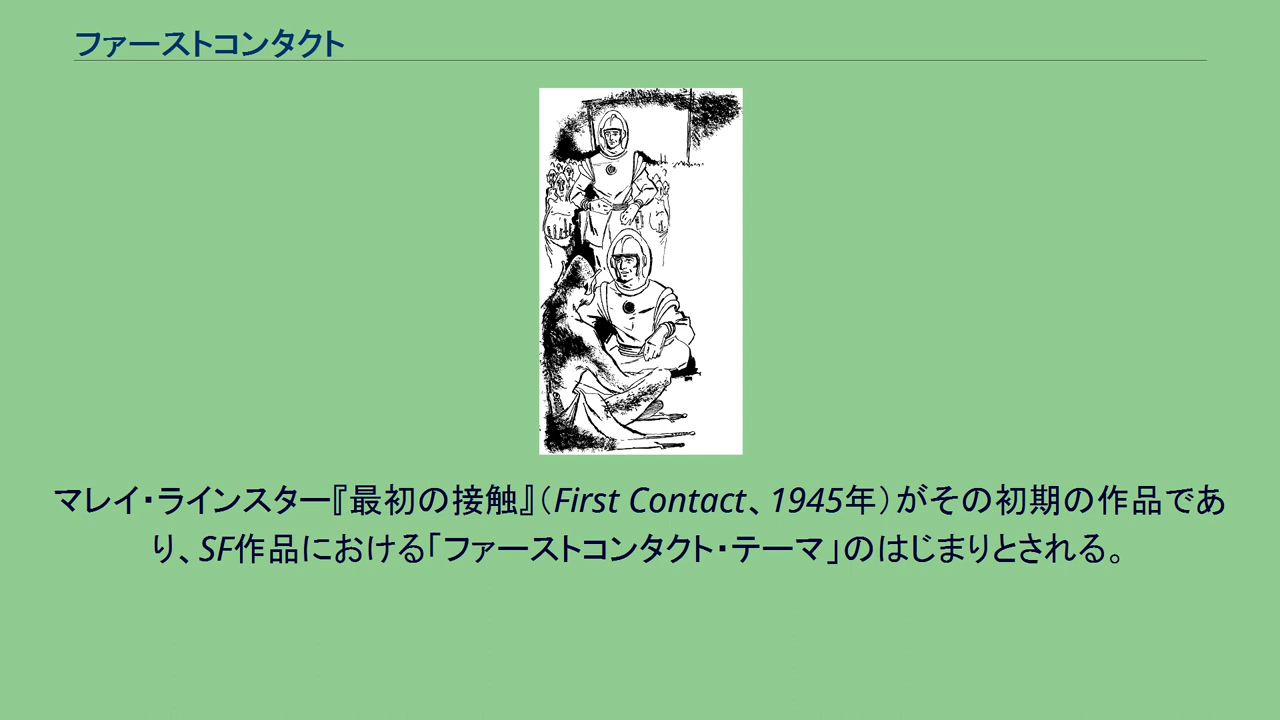 ファーストコンタクト
マレイ・ラインスター『最初の接触』（First Contact、1945年）がその初期の作品であ
り、SF作品における「ファーストコンタクト・テーマ」のはじまりとされる。